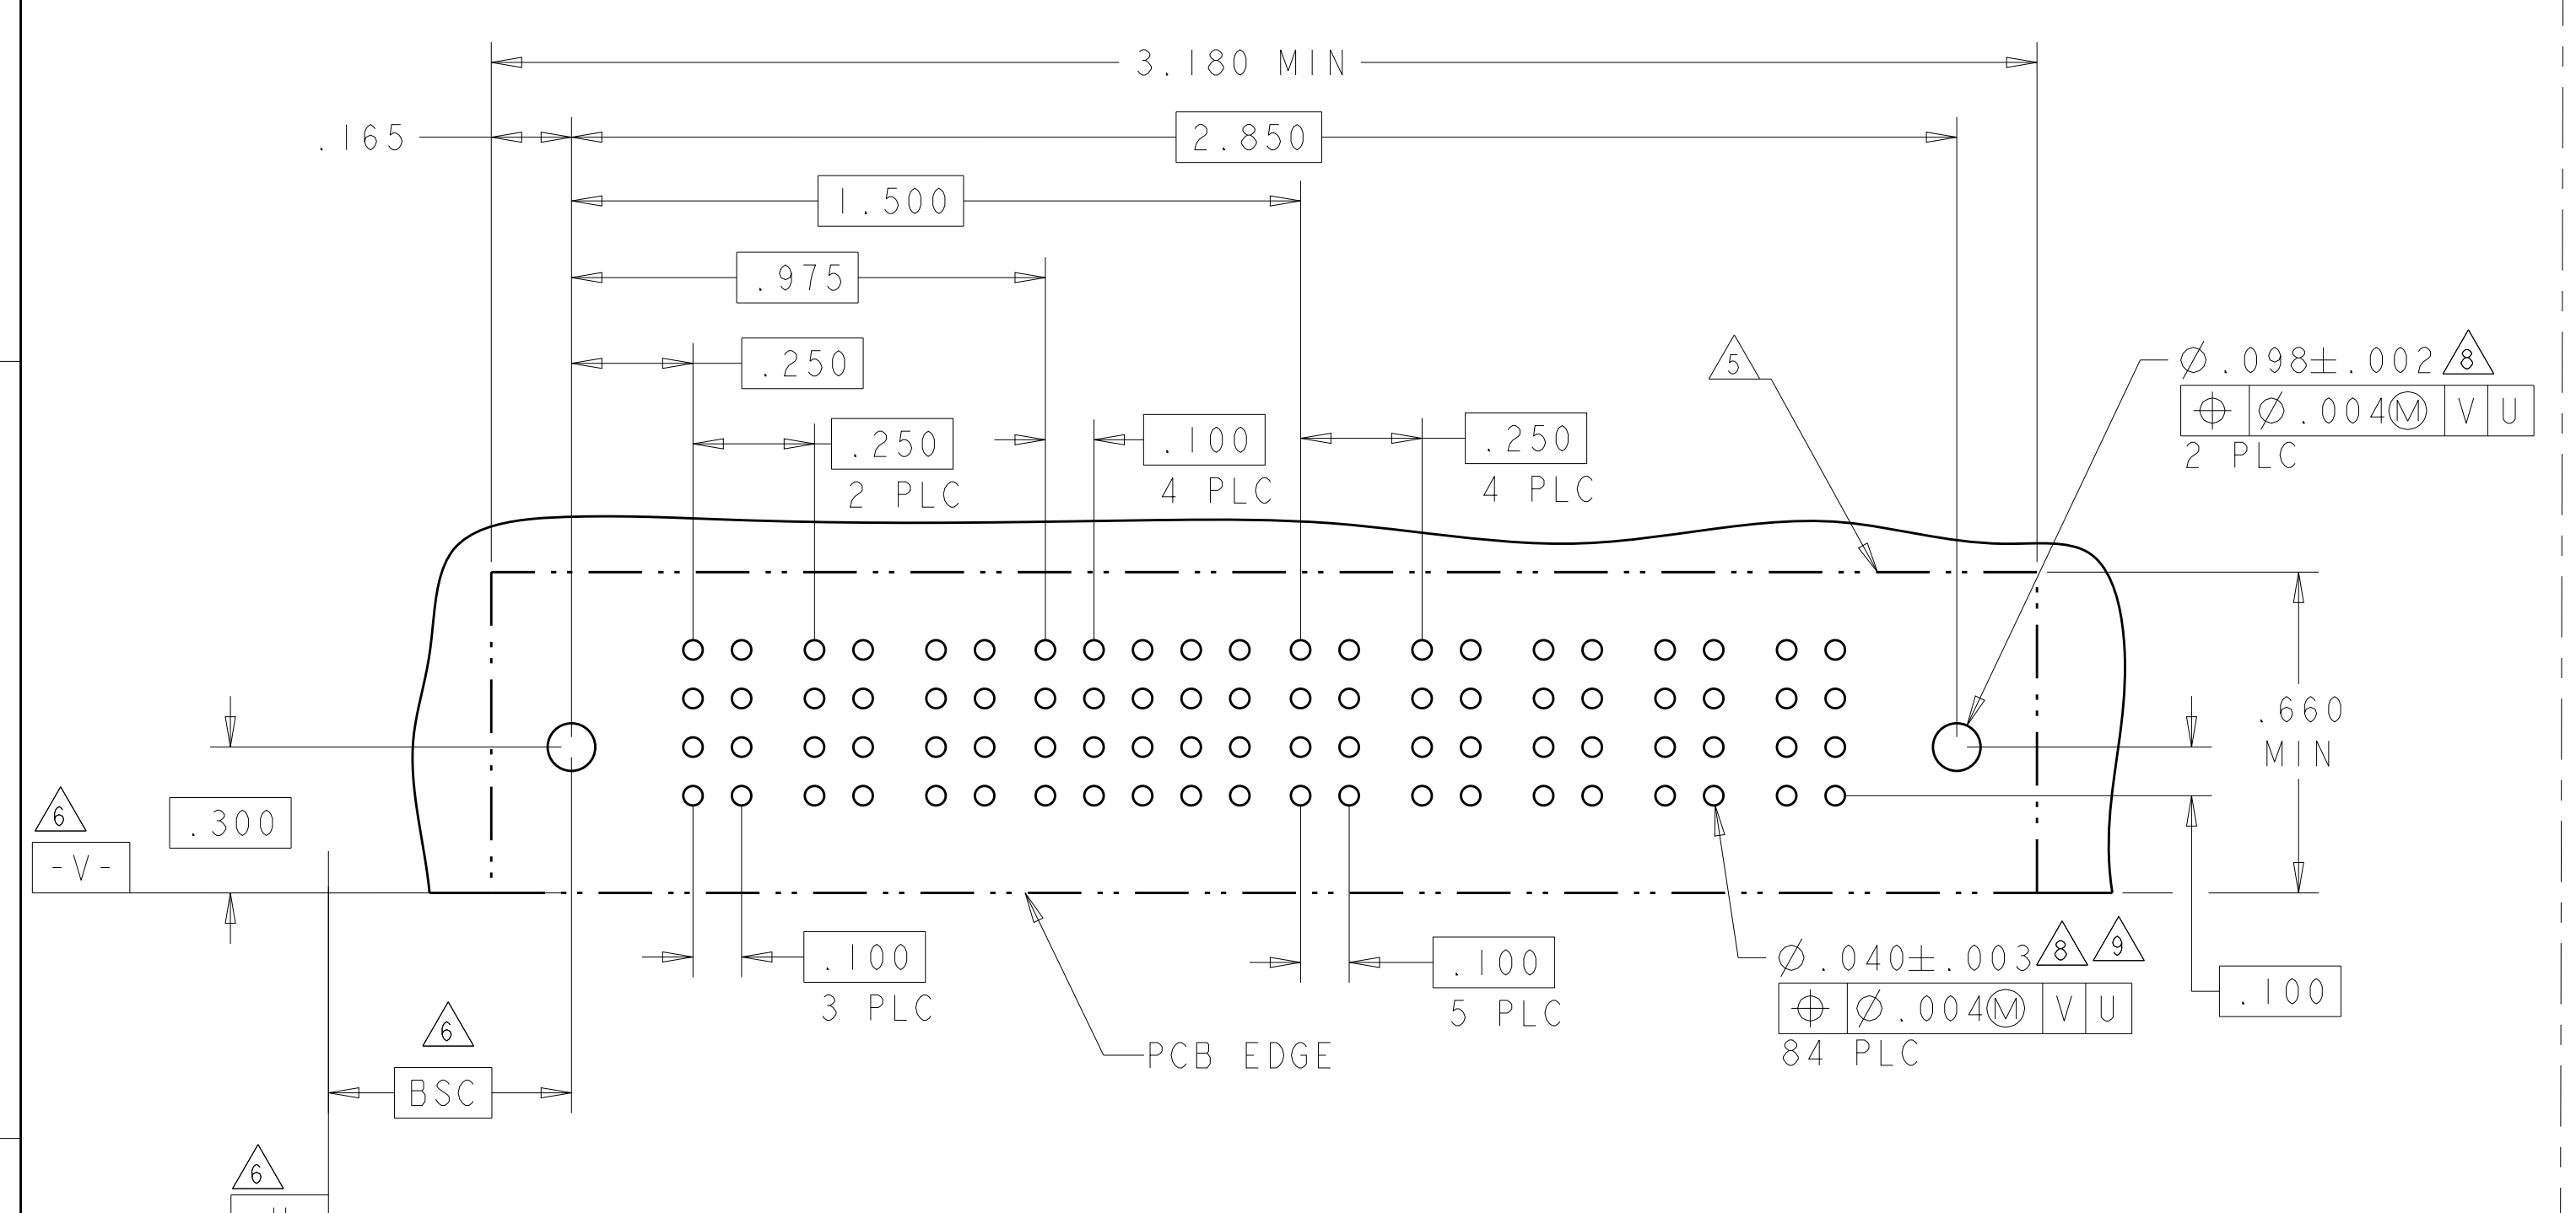 3.180 MIN
.165
2.850
1.500
.975
.250
.250
2 PLC
.100
4 PLC
.250
4 PLC
5
⌀.098±.002 8
⌖ ⌀.004Ⓜ V U
2 PLC
.660
MIN
.300
6
-V-
.100
3 PLC
.100
5 PLC
⌀.040±.003 8 9
⌖ ⌀.004Ⓜ V U
84 PLC
.100
PCB EDGE
6
BSC
6